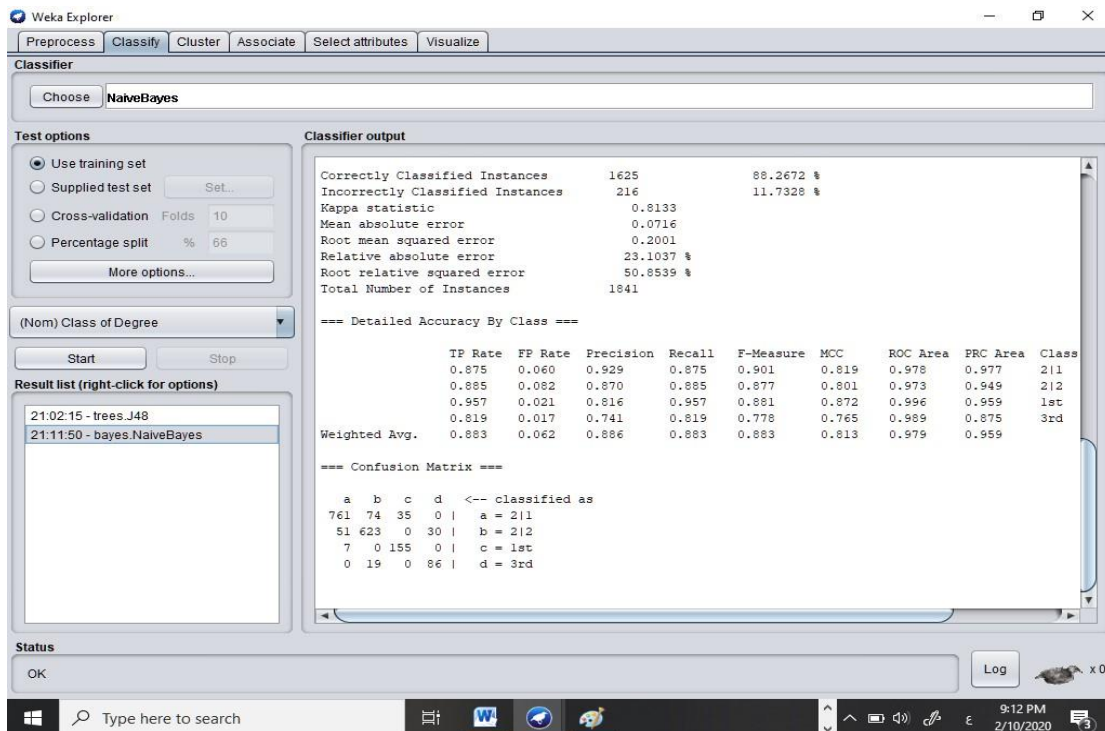 Weka Explorer
Preprocess Classify Cluster Associate Select attributes Visualize
Classifier
Choose NaiveBayes
Test options
Use training set
Supplied test set Set...
Cross-validation Folds 10
Percentage split % 66
More options...
(Nom) Class of Degree
Start Stop
Result list (right-click for options)
21:02:15 - trees.J48
21:11:50 - bayes.NaiveBayes
Classifier output
Correctly Classified Instances 1625 88.2672 %
Incorrectly Classified Instances 216 11.7328 %
Kappa statistic 0.8133
Mean absolute error 0.0716
Root mean squared error 0.2001
Relative absolute error 23.1037 %
Root relative squared error 50.8539 %
Total Number of Instances 1841
=== Detailed Accuracy By Class ===
TP Rate FP Rate Precision Recall F-Measure MCC ROC Area PRC Area Class
0.875 0.060 0.929 0.875 0.901 0.819 0.978 0.977 2|1
0.885 0.082 0.870 0.885 0.877 0.801 0.973 0.949 2|2
0.957 0.021 0.816 0.957 0.881 0.872 0.996 0.959 1st
0.819 0.017 0.741 0.819 0.778 0.765 0.989 0.875 3rd
Weighted Avg. 0.883 0.062 0.886 0.883 0.883 0.813 0.979 0.959
=== Confusion Matrix ===
a b c d <-- classified as
761 74 35 0 | a = 2|1
51 623 0 30 | b = 2|2
7 0 155 0 | c = 1st
0 19 0 86 | d = 3rd
Status
OK
Log
x 0
Type here to search
W
ع
9:12 PM
2/10/2020
3